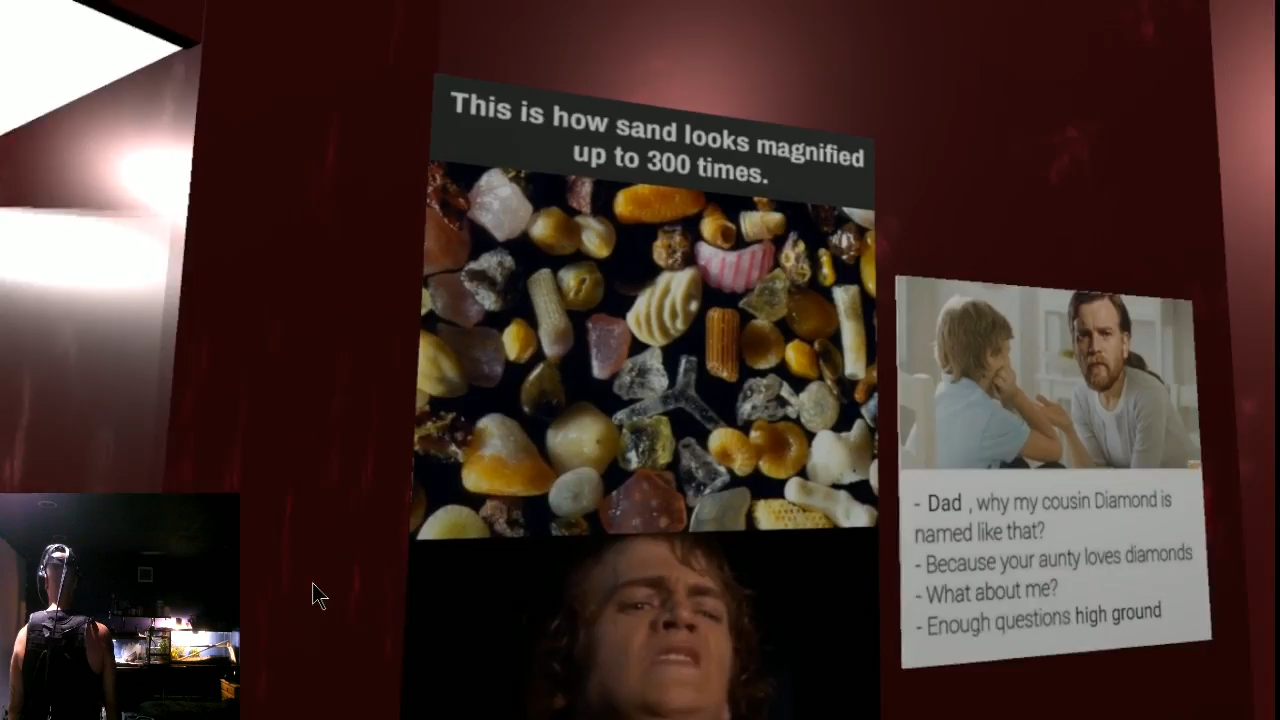 This is how sand looks magnified
up to 300 times.
- Dad , why my cousin Diamond is
named like that?
- Because your aunty loves diamonds
- What about me?
- Enough questions high ground